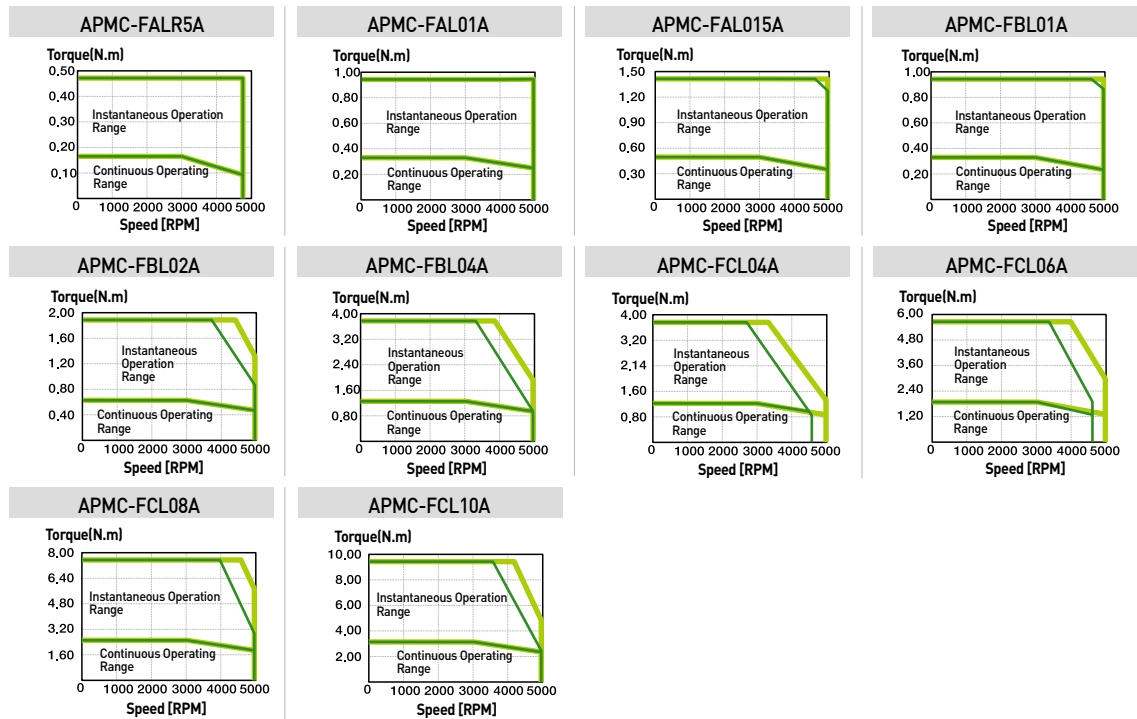 APMC-FALR5A
Torque(N.m)
0.50
0.40
0.30
0.20
0.10
Instantaneous Operation
Range
Continuous Operating
Range
0 1000 2000 3000 4000 5000
Speed [RPM]
APMC-FAL01A
Torque(N.m)
1.00
0.80
0.60
0.40
0.20
Instantaneous Operation
Range
Continuous Operating
Range
0 1000 2000 3000 4000 5000
Speed [RPM]
APMC-FAL015A
Torque(N.m)
1.50
1.20
0.90
0.60
0.30
Instantaneous Operation
Range
Continuous Operating
Range
0 1000 2000 3000 4000 5000
Speed [RPM]
APMC-FBL01A
Torque(N.m)
1.00
0.80
0.60
0.40
0.20
Instantaneous Operation
Range
Continuous Operating
Range
0 1000 2000 3000 4000 5000
Speed [RPM]
APMC-FBL02A
Torque(N.m)
2.00
1.60
1.20
0.80
0.40
Instantaneous
Operation
Range
Continuous Operating
Range
0 1000 2000 3000 4000 5000
Speed [RPM]
APMC-FBL04A
Torque(N.m)
4.00
3.20
2.40
1.60
0.80
Instantaneous
Operation
Range
Continuous Operating
Range
0 1000 2000 3000 4000 5000
Speed [RPM]
APMC-FCL04A
Torque(N.m)
4.00
3.20
2.14
1.60
0.80
Instantaneous
Operation
Range
Continuous Operating
Range
0 1000 2000 3000 4000 5000
Speed [RPM]
APMC-FCL06A
Torque(N.m)
6.00
4.80
3.60
2.40
1.20
Instantaneous
Operation
Range
Continuous Operating
Range
0 1000 2000 3000 4000 5000
Speed [RPM]
APMC-FCL08A
Torque(N.m)
8.00
6.40
4.80
3.20
1.60
Instantaneous Operation
Range
Continuous Operating
Range
0 1000 2000 3000 4000 5000
Speed [RPM]
APMC-FCL10A
Torque(N.m)
10.00
8.00
6.00
4.00
2.00
Instantaneous Operation
Range
Continuous Operating
Range
0 1000 2000 3000 4000 5000
Speed [RPM]